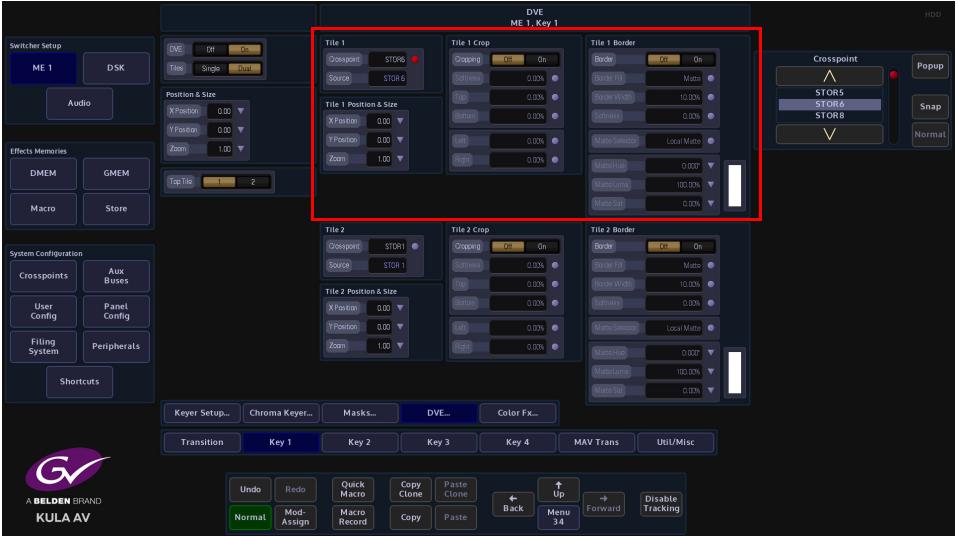 DVE
ME 1, Key 1
HDD
Switcher Setup
ME 1
DSK
Audio
Effects Memories
DMEM
GMEM
Macro
Store
System Configuration
Crosspoints
Aux
Buses
User
Config
Panel
Config
Filing
System
Peripherals
Shortcuts
DVE
Off
On
Tiles
Single
Dual
Position & Size
X Position
0.00
Y Position
0.00
Zoom
1.00
Top Tile
1
2
Tile 1
Crosspoint
STOR6
Source
STOR 6
Tile 1 Position & Size
X Position
0.00
Y Position
0.00
Zoom
1.00
Tile 1 Crop
Cropping
Off
On
Softness
0.00%
Top
0.00%
Bottom
0.00%
Left
0.00%
Right
0.00%
Tile 1 Border
Border
Off
On
Border Fill
Matte
Border Width
10.00%
Softness
0.00%
Matte Selector
Local Matte
Matte Hue
0.000°
Matte Luma
100.00%
Matte Sat
0.00%
Tile 2
Crosspoint
STOR1
Source
STOR 1
Tile 2 Position & Size
X Position
0.00
Y Position
0.00
Zoom
1.00
Tile 2 Crop
Cropping
Off
On
Softness
0.00%
Top
0.00%
Bottom
0.00%
Left
0.00%
Right
0.00%
Tile 2 Border
Border
Off
On
Border Fill
Matte
Border Width
10.00%
Softness
0.00%
Matte Selector
Local Matte
Matte Hue
0.000°
Matte Luma
100.00%
Matte Sat
0.00%
Crosspoint
STOR5
STOR6
STOR8
Popup
Snap
Normal
Keyer Setup...
Chroma Keyer...
Masks...
DVE...
Color Fx...
Transition
Key 1
Key 2
Key 3
Key 4
MAV Trans
Util/Misc
GV
A BELDEN BRAND
KULA AV
Undo
Redo
Normal
Mod-
Assign
Quick
Macro
Macro
Record
Copy
Clone
Paste
Clone
Copy
Paste
Back
Up
Menu
34
Forward
Disable
Tracking